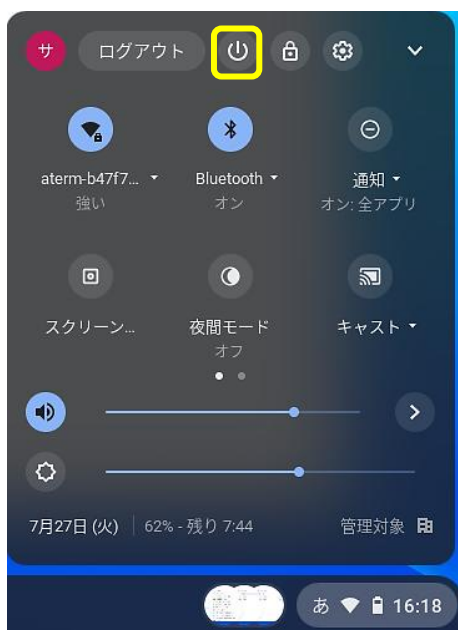 サ ログアウト
aterm-b47f7... Bluetooth 通知
強い オン オン: 全アプリ
スクリーン... 夜間モード キャスト
オフ
7月27日 (火) 62% - 残り 7:44 管理対象
あ 16:18